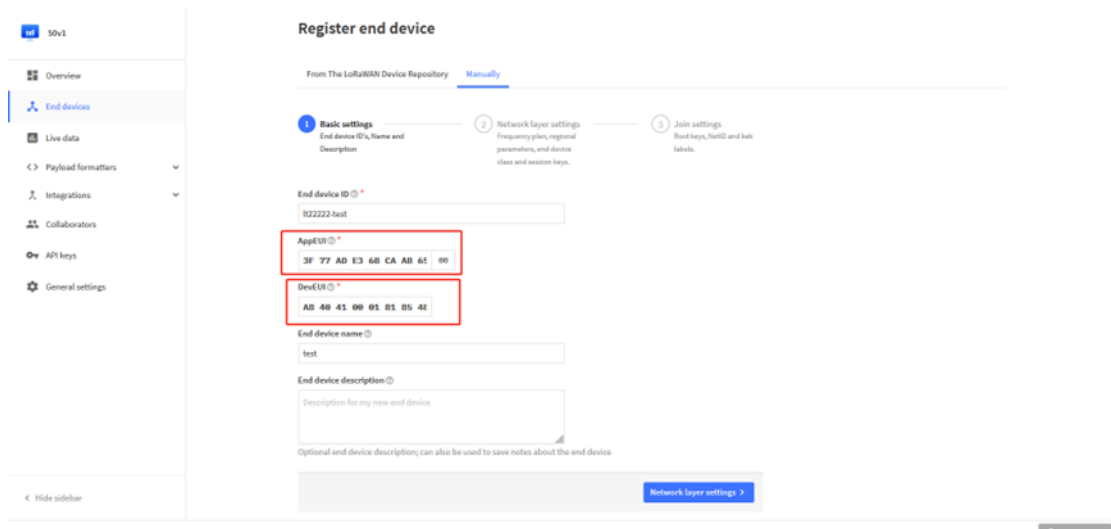 50v1
Overview
End devices
Live data
Payload formatters
Integrations
Collaborators
API keys
General settings
Hide sidebar
Register end device
From The LoRaWAN Device Repository
Manually
1 Basic settings
End device ID's, Name and
Description
2 Network layer settings
Frequency plan, regional
parameters, end device
class and session keys.
3 Join settings
Root keys, NetID and kek
labels.
End device ID *
lt22222-test
AppEUI *
3F 77 AD E3 6B CA AB 00
DevEUI *
A8 40 41 00 01 81 85
End device name
test
End device description
Description for my new end device
Optional end device description; can also be used to save notes about the end device
Network layer settings >